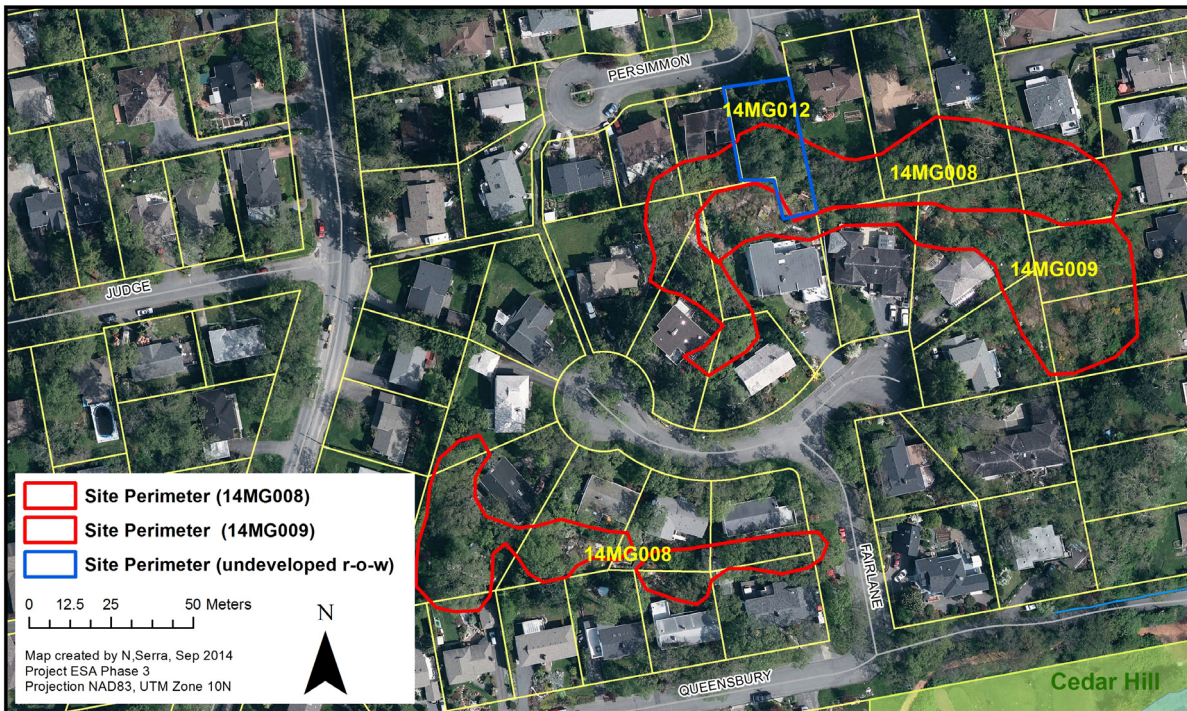 PERSIMMON
14MG012
14MG008
14MG009
JUDGE
14MG008
FAIRLANE
QUEENSBURY
Cedar Hill
Site Perimeter (14MG008)
Site Perimeter (14MG009)
Site Perimeter (undeveloped r-o-w)
0 12.5 25 50 Meters
N
Map created by N,Serra, Sep 2014
Project ESA Phase 3
Projection NAD83, UTM Zone 10N